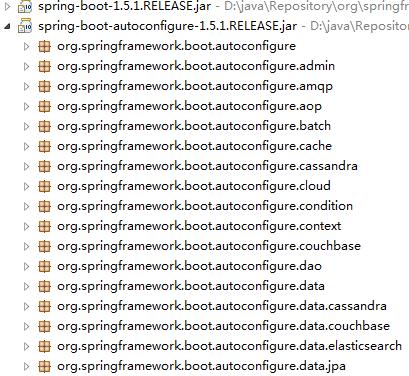 spring-boot-1.5.1.RELEASE.jar - D:\java\Repository\org\springf
spring-boot-autoconfigure-1.5.1.RELEASE.jar - D:\java\Reposito
org.springframework.boot.autoconfigure
org.springframework.boot.autoconfigure.admin
org.springframework.boot.autoconfigure.amqp
org.springframework.boot.autoconfigure.aop
org.springframework.boot.autoconfigure.batch
org.springframework.boot.autoconfigure.cache
org.springframework.boot.autoconfigure.cassandra
org.springframework.boot.autoconfigure.cloud
org.springframework.boot.autoconfigure.condition
org.springframework.boot.autoconfigure.context
org.springframework.boot.autoconfigure.couchbase
org.springframework.boot.autoconfigure.dao
org.springframework.boot.autoconfigure.data
org.springframework.boot.autoconfigure.data.cassandra
org.springframework.boot.autoconfigure.data.couchbase
org.springframework.boot.autoconfigure.data.elasticsearch
org.springframework.boot.autoconfigure.data.jpa